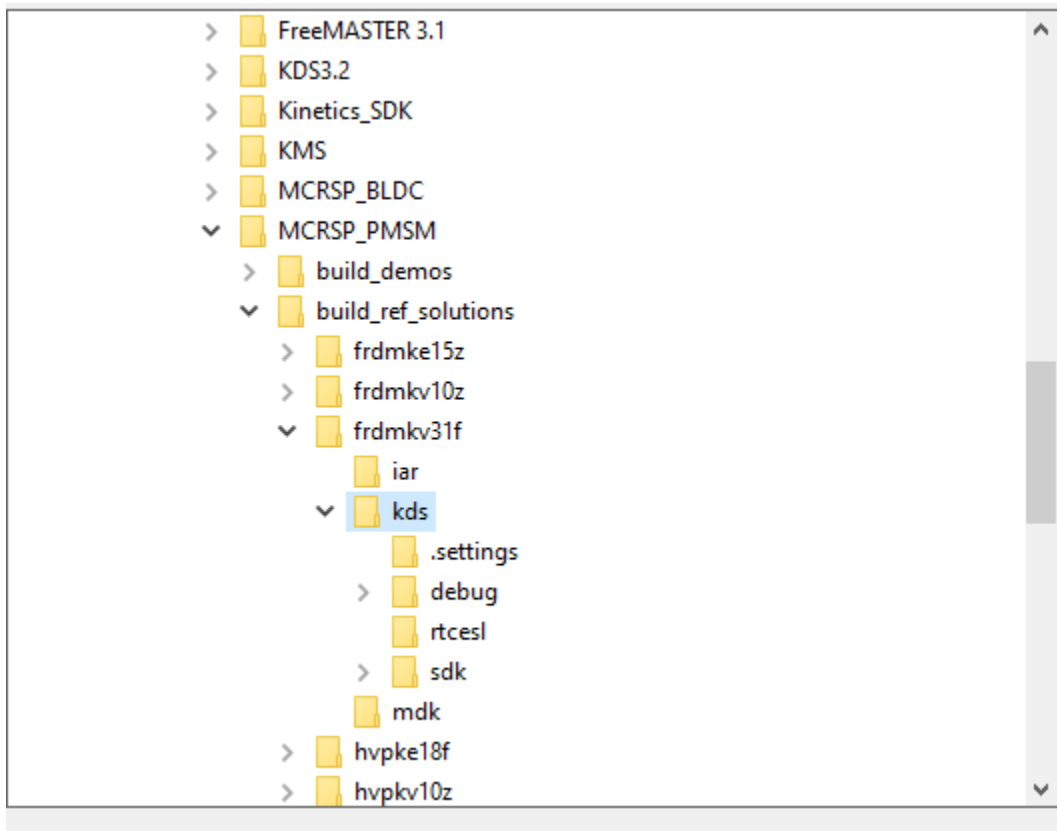 FreeMASTER 3.1
KDS3.2
Kinetics_SDK
KMS
MCRSP_BLDC
MCRSP_PMSM
build_demos
build_ref_solutions
frdmke15z
frdmkv10z
frdmkv31f
iar
kds
.settings
debug
rtcesl
sdk
mdk
hvpke18f
hvpkv10z